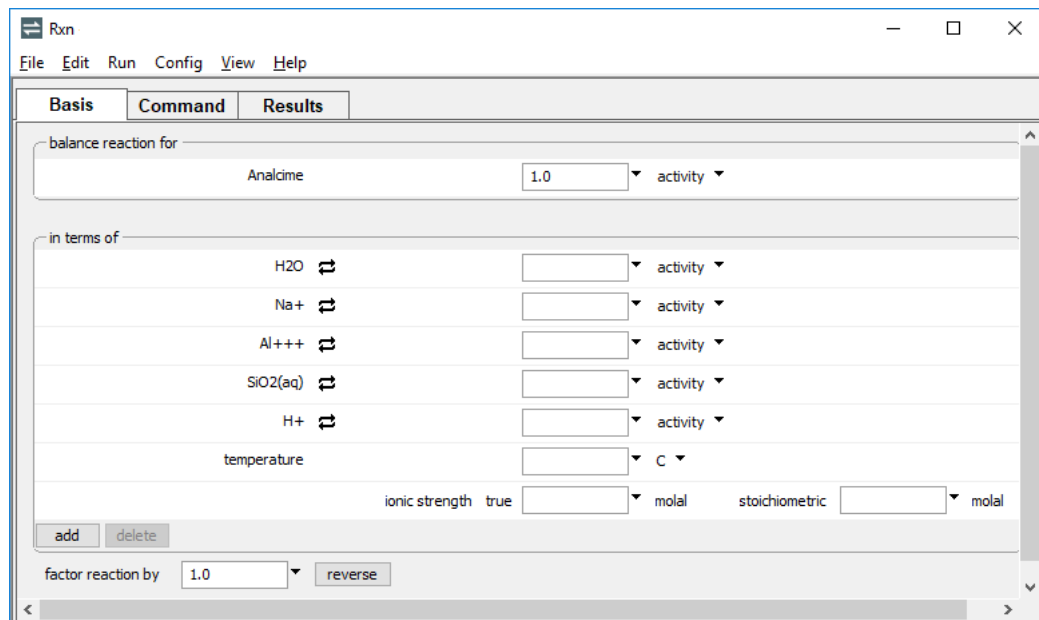 Rxn
File Edit Run Config View Help
Basis Command Results
balance reaction for
Analcime 1.0 activity
in terms of
H2O activity
Na+ activity
Al+++ activity
SiO2(aq) activity
H+ activity
temperature C
ionic strength true molal stoichiometric molal
add delete
factor reaction by 1.0 reverse